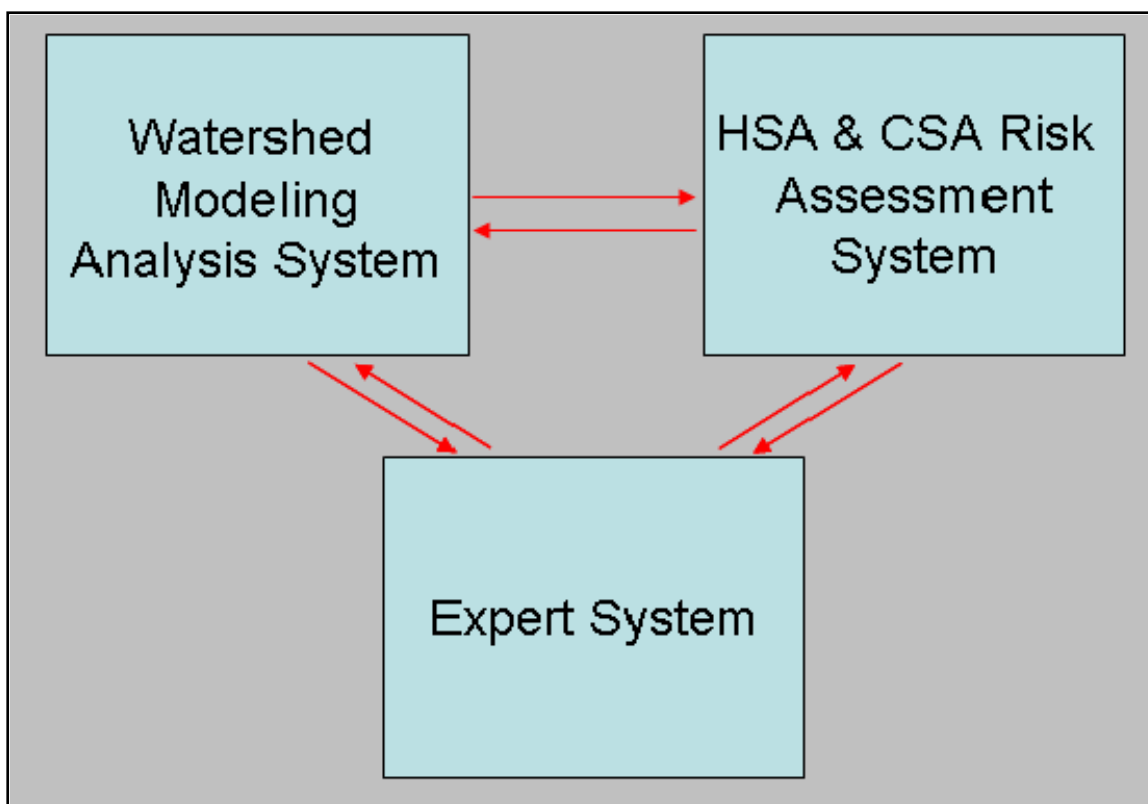 Watershed
Modeling
Analysis System
HSA & CSA Risk
Assessment
System
Expert System